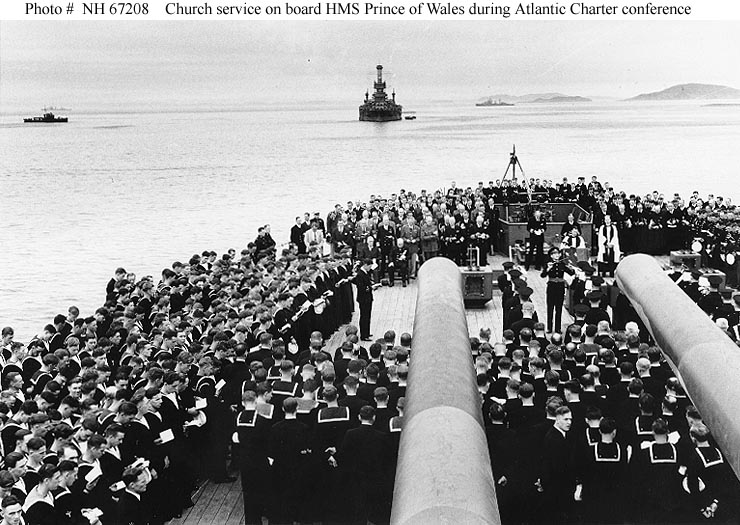 Photo # NH 67208 Church service on board HMS Prince of Wales during Atlantic Charter conference